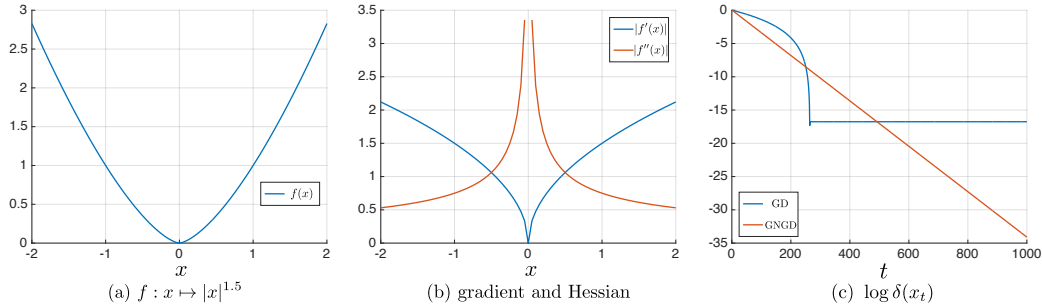 3
2.5
2
1.5
1
0.5
0
-2 -1 0 1 2
x
f(x)
(a) f : x ↦ |x|^{1.5}
3.5
3
2.5
2
1.5
1
0.5
0
-2 -1 0 1 2
x
|f′(x)|
|f″(x)|
(b) gradient and Hessian
0
-5
-10
-15
-20
-25
-30
-35
0 200 400 600 800 1000
t
GD
GNGD
(c) log δ(x_t)